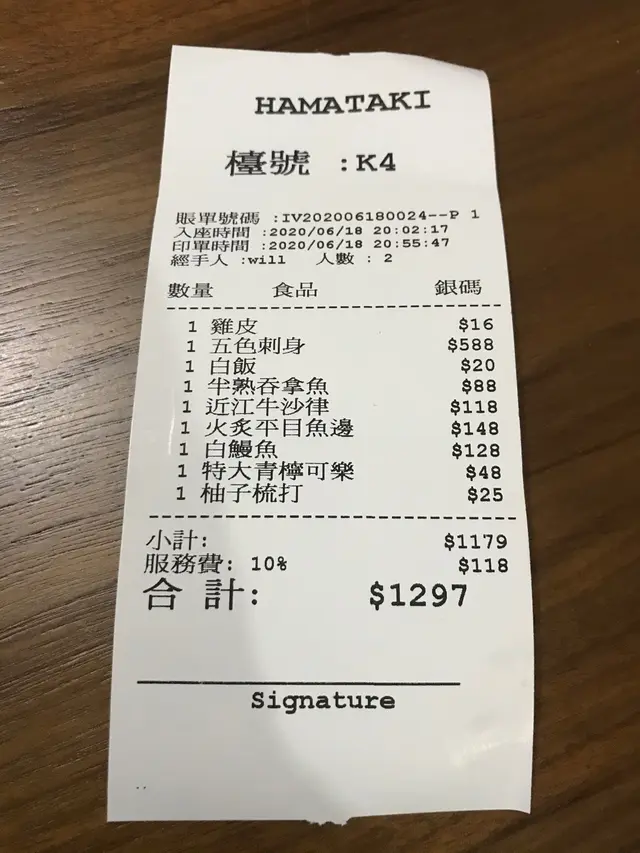 HAMATAKI
檯號 :K4
賬單號碼 :IV202006180024--P 1
入座時間 :2020/06/18 20:02:17
印單時間 :2020/06/18 20:55:47
經手人 :will 人數 : 2
數量 食品 銀碼
1 雞皮 $16
1 五色刺身 $588
1 白飯 $20
1 半熟吞拿魚 $88
1 近江牛沙律 $118
1 火炙平目魚邊 $148
1 白鰻魚 $128
1 特大青檸可樂 $48
1 柚子梳打 $25
小計: $1179
服務費: 10% $118
合 計: $1297
Signature